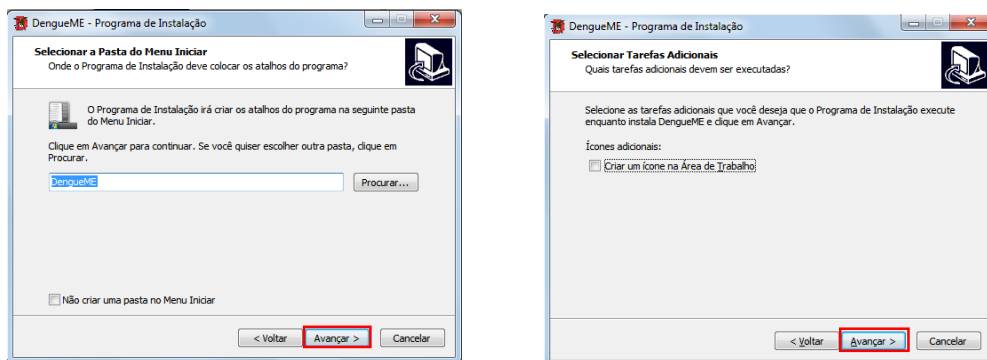 DengueME - Programa de Instalação
Selecionar a Pasta do Menu Iniciar
Onde o Programa de Instalação deve colocar os atalhos do programa?
O Programa de Instalação irá criar os atalhos do programa na seguinte pasta
do Menu Iniciar.
Clique em Avançar para continuar. Se você quiser escolher outra pasta, clique em
Procurar.
DengueME
Procurar...
Não criar uma pasta no Menu Iniciar
< Voltar
Avançar >
Cancelar
DengueME - Programa de Instalação
Selecionar Tarefas Adicionais
Quais tarefas adicionais devem ser executadas?
Selecione as tarefas adicionais que você deseja que o Programa de Instalação execute
enquanto instala DengueME e clique em Avançar.
Ícones adicionais:
Criar um ícone na Área de Trabalho
< Voltar
Avançar >
Cancelar